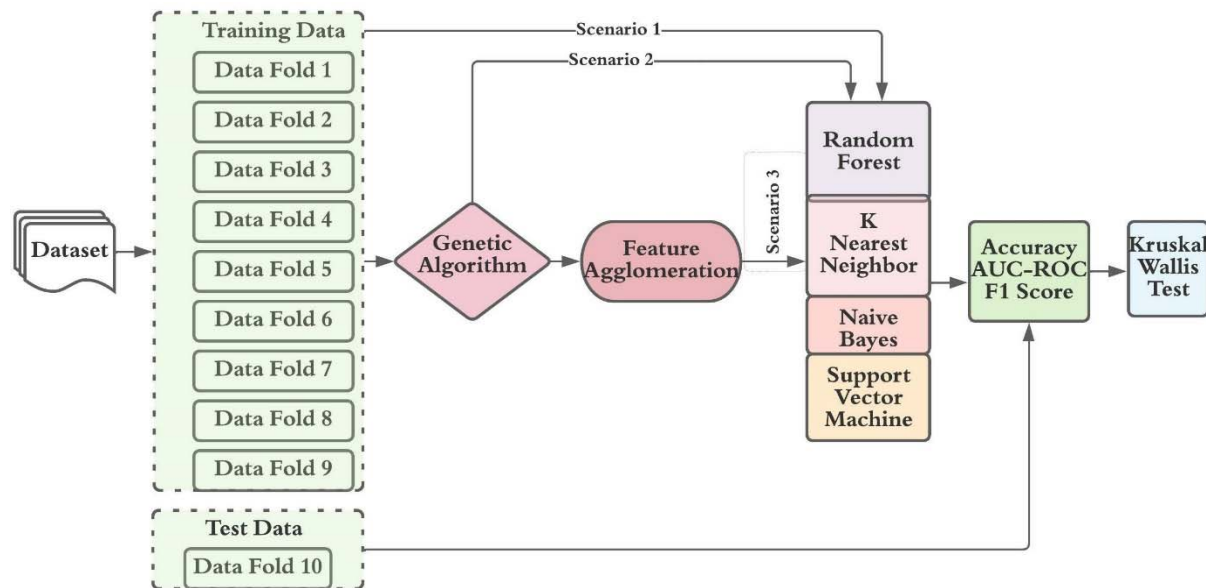 Training Data
Data Fold 1
Data Fold 2
Data Fold 3
Data Fold 4
Data Fold 5
Data Fold 6
Data Fold 7
Data Fold 8
Data Fold 9
Test Data
Data Fold 10
Dataset
Scenario 1
Scenario 2
Genetic
Algorithm
Feature
Agglomeration
Scenario 3
Random
Forest
K
Nearest
Neighbor
Naive
Bayes
Support
Vector
Machine
Accuracy
AUC-ROC
F1 Score
Kruskal
Wallis
Test